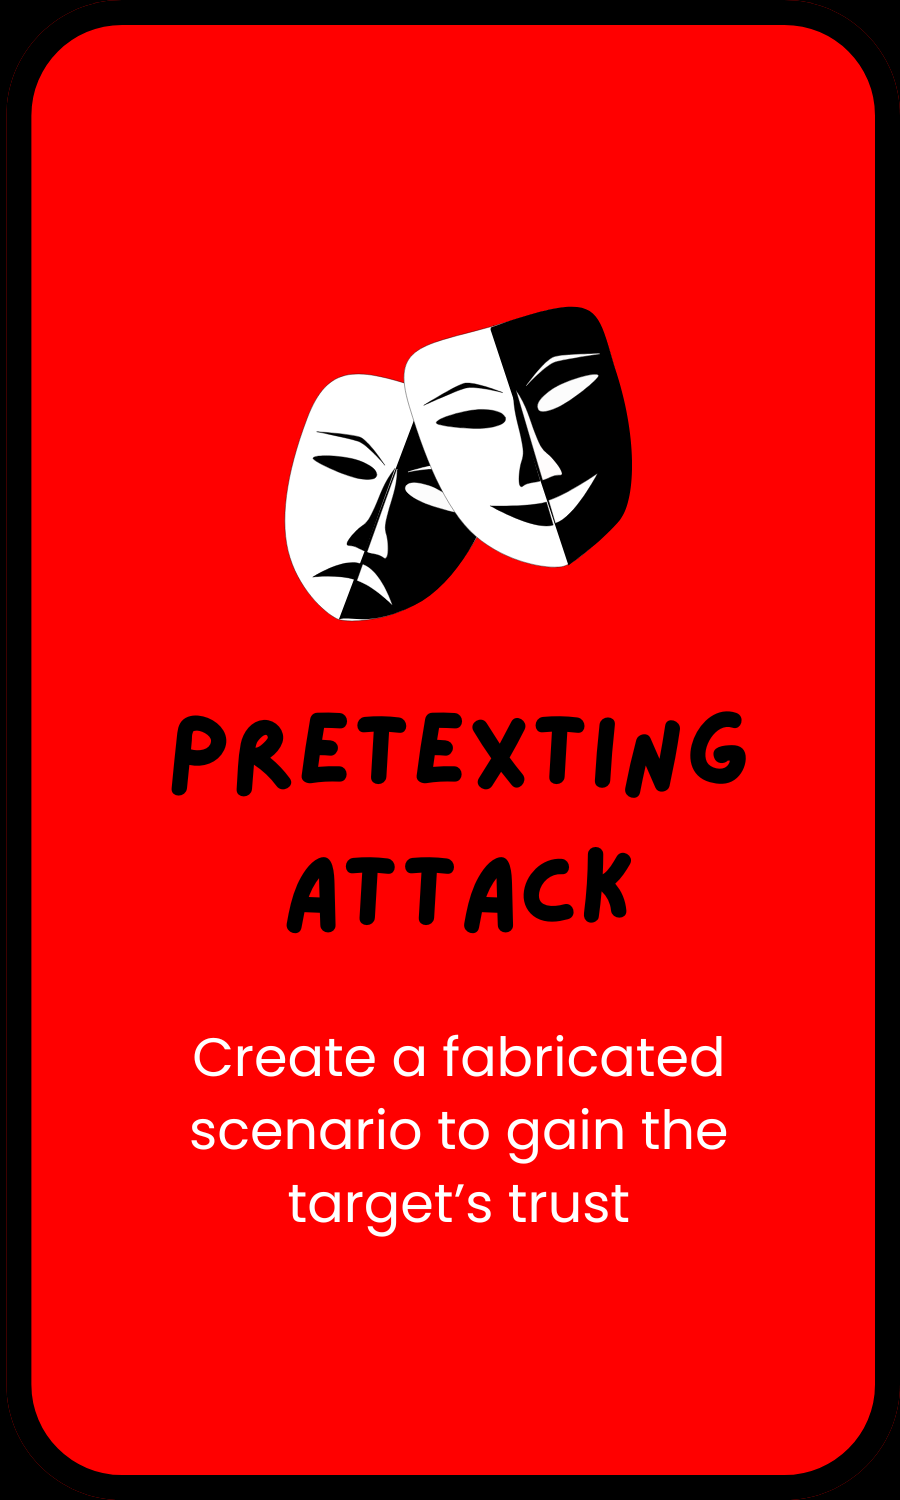 PRETEXTING
ATTACK
Create a fabricated
scenario to gain the
target’s trust